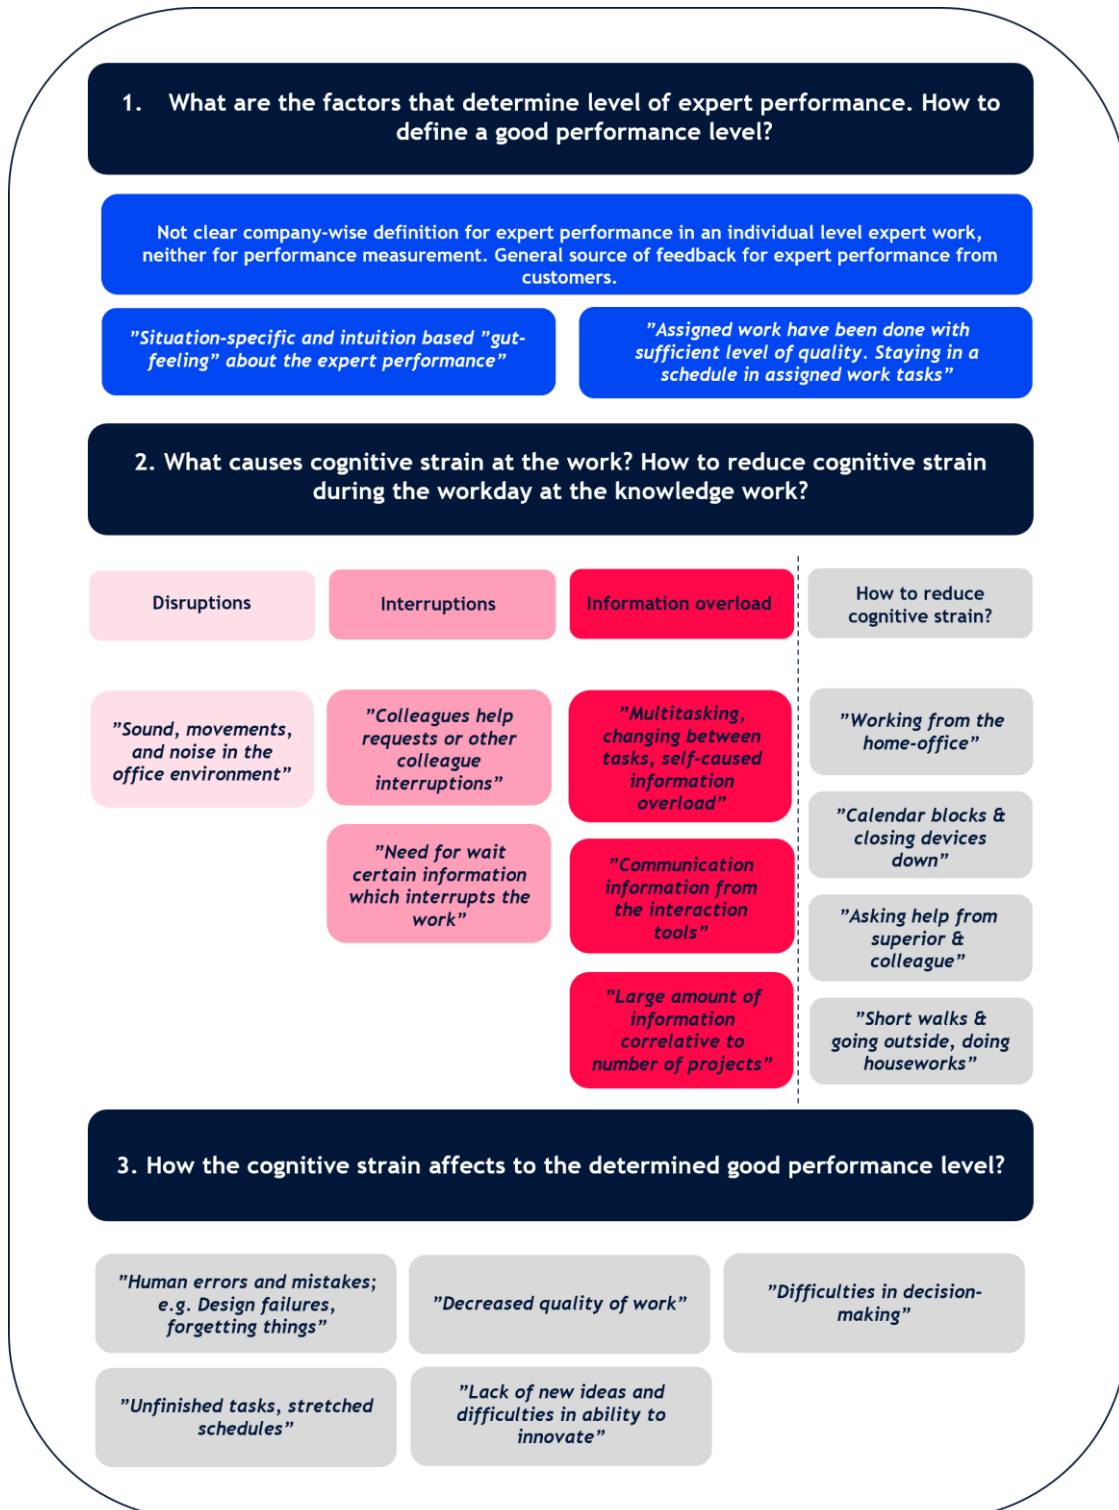 1. What are the factors that determine level of expert performance. How to
define a good performance level?
Not clear company-wise definition for expert performance in an individual level expert work,
neither for performance measurement. General source of feedback for expert performance from
customers.
”Situation-specific and intuition based ”gut-
feeling” about the expert performance”
”Assigned work have been done with
sufficient level of quality. Staying in a
schedule in assigned work tasks”
2. What causes cognitive strain at the work? How to reduce cognitive strain
during the workday at the knowledge work?
Disruptions
Interruptions
Information overload
How to reduce
cognitive strain?
”Sound, movements,
and noise in the
office environment”
”Colleagues help
requests or other
colleague
interruptions”
”Need for wait
certain information
which interrupts the
work”
”Multitasking,
changing between
tasks, self-caused
information
overload”
”Communication
information from
the interaction
tools”
”Large amount of
information
correlative to
number of projects”
”Working from the
home-office”
”Calendar blocks &
closing devices
down”
”Asking help from
superior &
colleague”
”Short walks &
going outside, doing
houseworks”
3. How the cognitive strain affects to the determined good performance level?
”Human errors and mistakes;
e.g. Design failures,
forgetting things”
”Decreased quality of work”
”Difficulties in decision-
making”
”Unfinished tasks, stretched
schedules”
”Lack of new ideas and
difficulties in ability to
innovate”